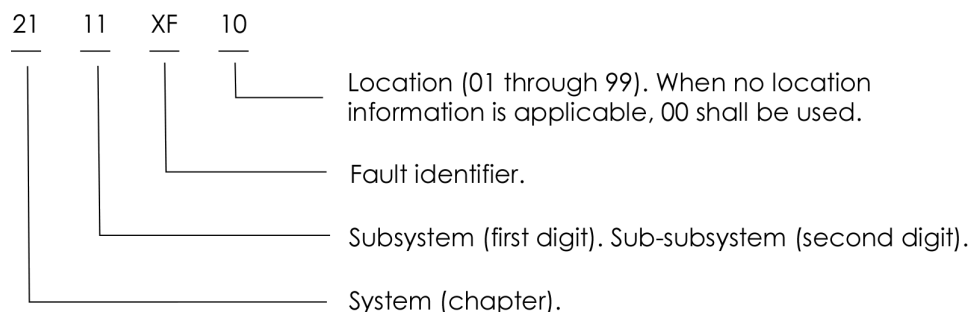 21 11 XF 10
Location (01 through 99). When no location
information is applicable, 00 shall be used.
Fault identifier.
Subsystem (first digit). Sub-subsystem (second digit).
System (chapter).